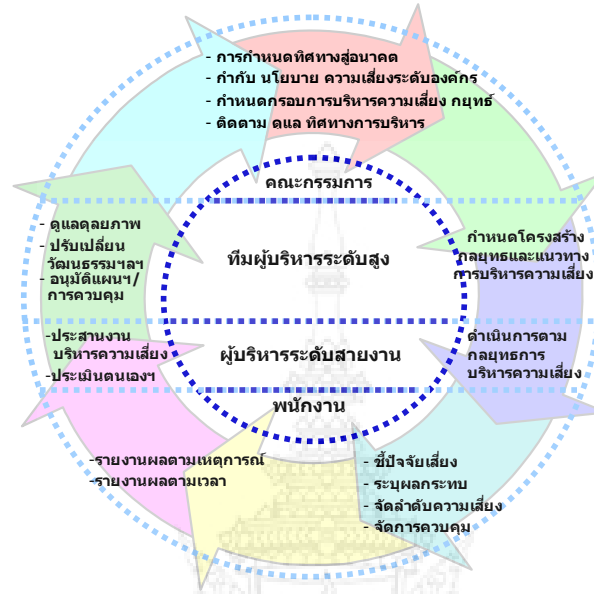 - การกำหนดทิศทางสู่อนาคต
- กำกับ นโยบาย ความเสี่ยงระดับองค์กร
- กำหนดกรอบการบริหารความเสี่ยง กยุทธ์
- ติดตาม ดูแล ทิศทางการบริหาร
คณะกรรมการ
- ดูแลดุลยภาพ
- ปรับเปลี่ยน
วัฒนธรรมฯลฯ
- อนุมัติแผนฯ/
การควบคุม
ทีมผู้บริหารระดับสูง
กำหนดโครงสร้าง
กลยุทธและแนวทาง
การบริหารความเสี่ยง
-ประสานงาน
บริหารความเสี่ยง
-ประเมินตนเองฯ
ผู้บริหารระดับสายงาน
ดำเนินการตาม
กลยุทธการ
บริหารความเสี่ยง
พนักงาน
-รายงานผลตามเหตุการณ์
-รายงานผลตามเวลา
- ชี้ปัจจัยเสี่ยง
- ระบุผลกระทบ
- จัดลำดับความเสี่ยง
- จัดการควบคุม